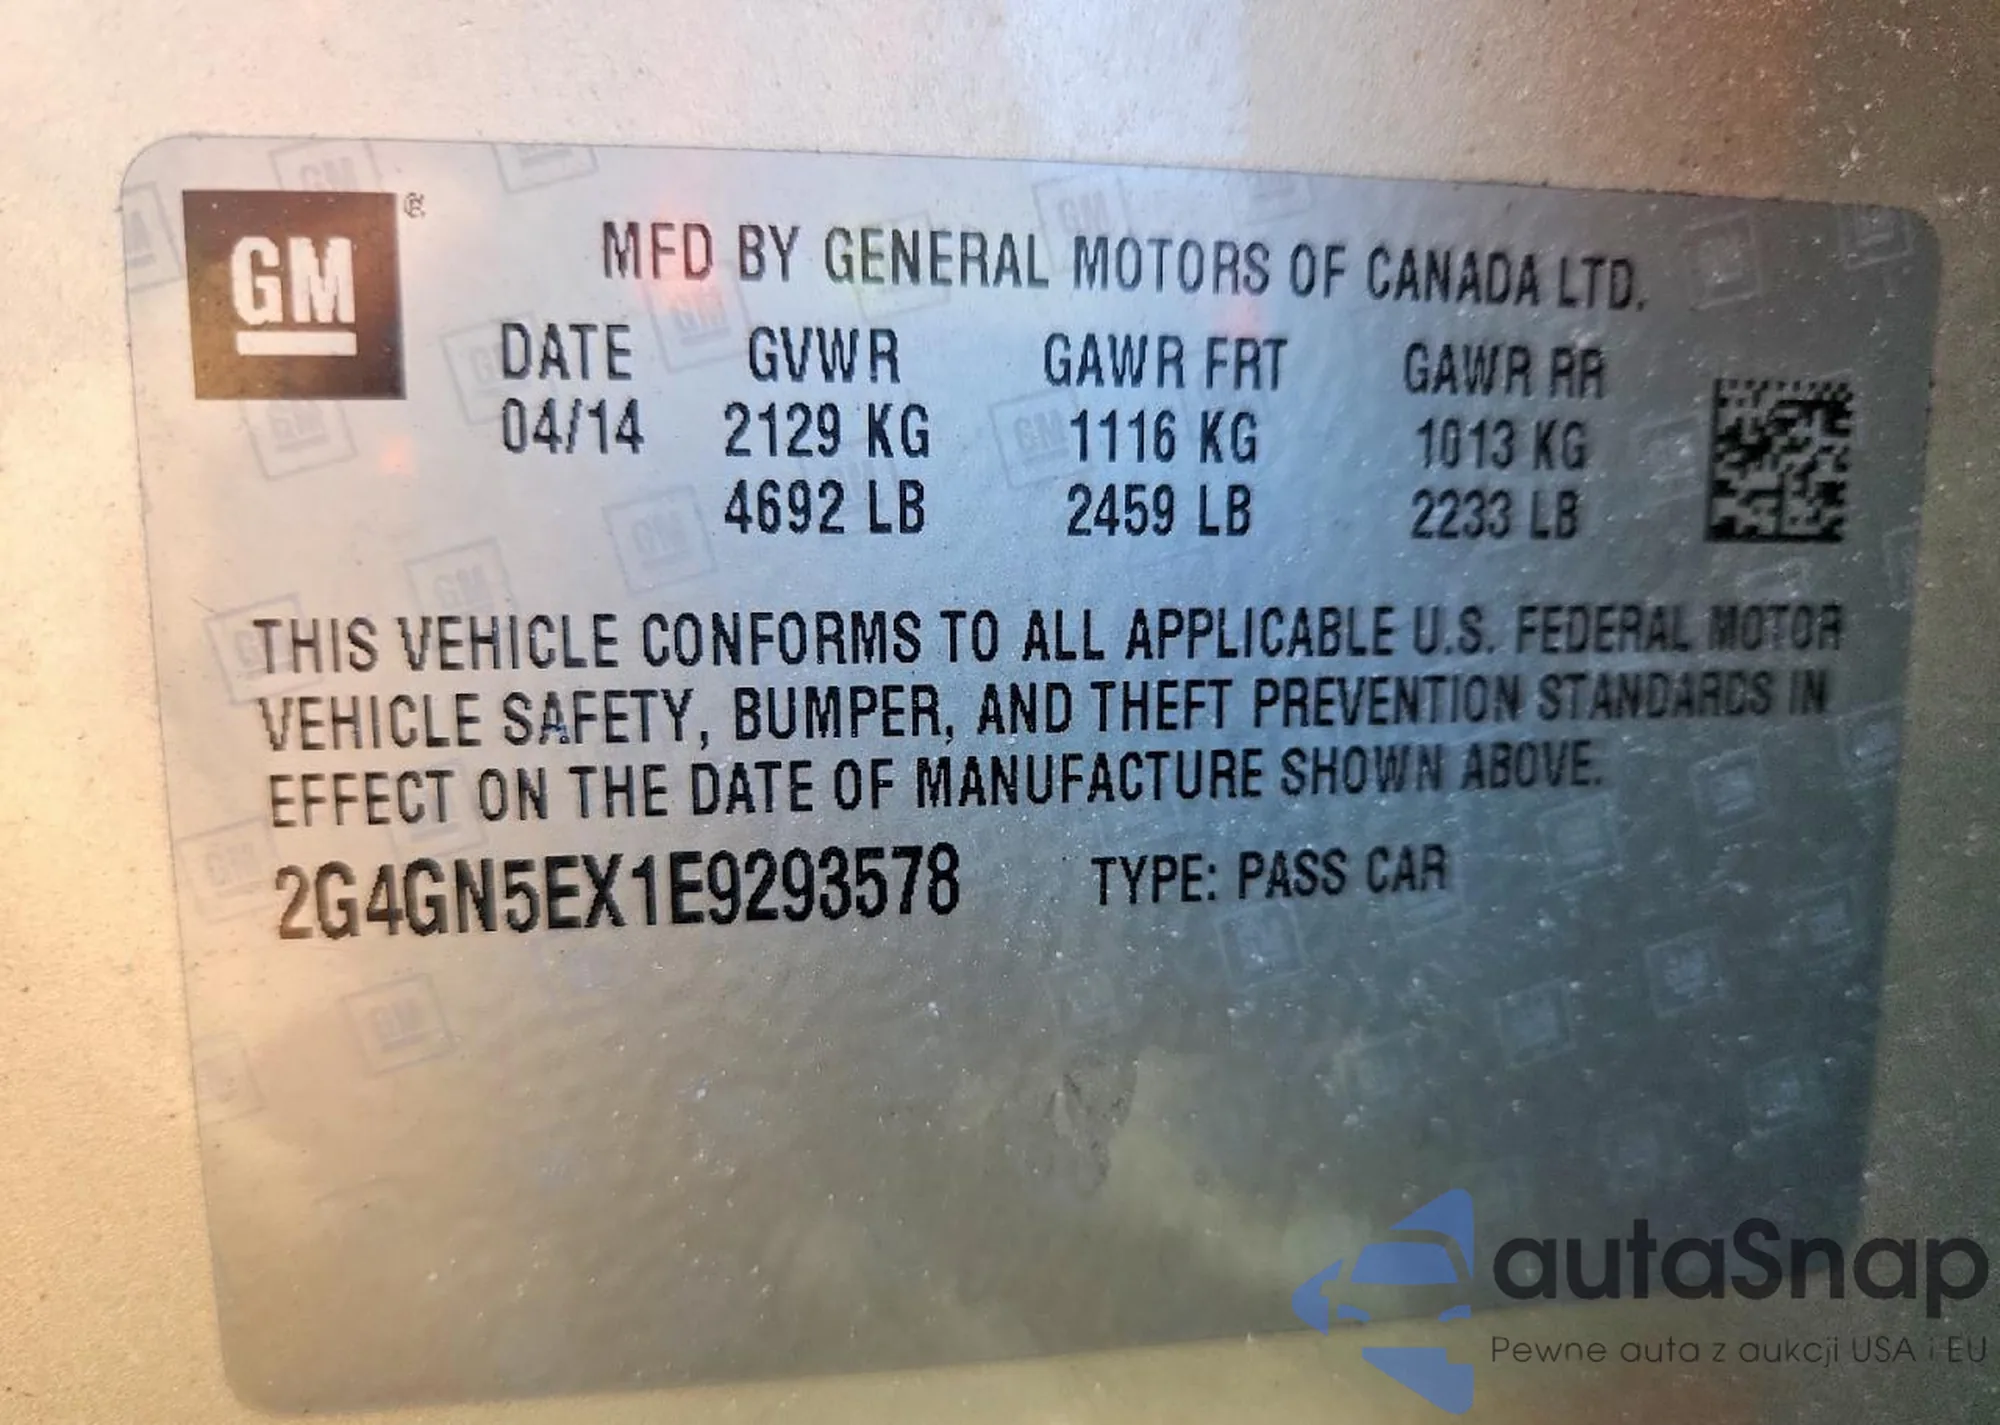 GM®
MFD BY GENERAL MOTORS OF CANADA LTD.
DATE GVWR GAWR FRT GAWR RR
04/14 2129 KG 1116 KG 1013 KG
4692 LB 2459 LB 2233 LB
THIS VEHICLE CONFORMS TO ALL APPLICABLE U.S. FEDERAL MOTOR
VEHICLE SAFETY, BUMPER, AND THEFT PREVENTION STANDARDS IN
EFFECT ON THE DATE OF MANUFACTURE SHOWN ABOVE.
2G4GN5EX1E9293578 TYPE: PASS CAR
autaSnap
Pewne auta z aukcji USA i EU